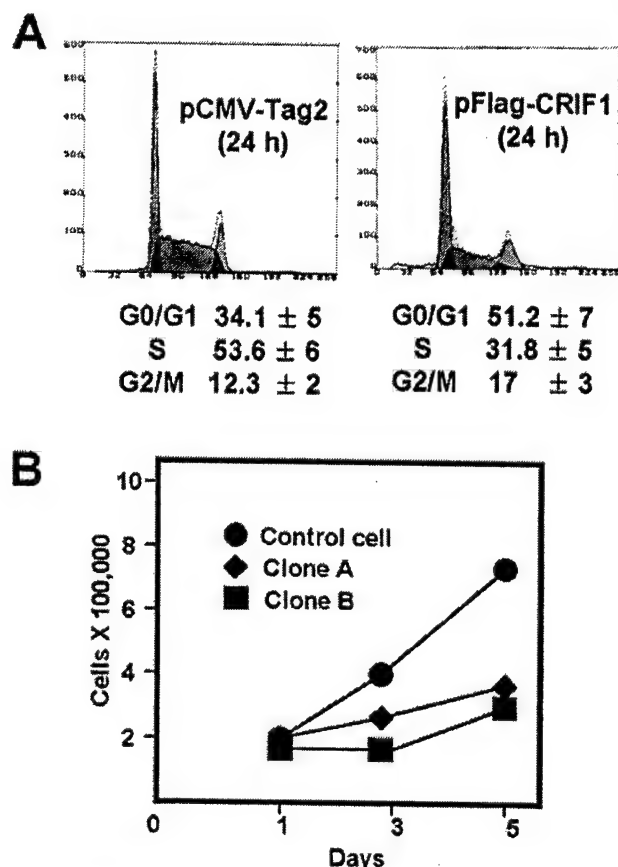 A
pCMV-Tag2
(24 h)
pFlag-CRIF1
(24 h)
G0/G1 34.1 ± 5
S 53.6 ± 6
G2/M 12.3 ± 2
G0/G1 51.2 ± 7
S 31.8 ± 5
G2/M 17 ± 3
B
Cells X 100,000
10
8
6
4
2
Control cell
Clone A
Clone B
0 1 3 5
Days